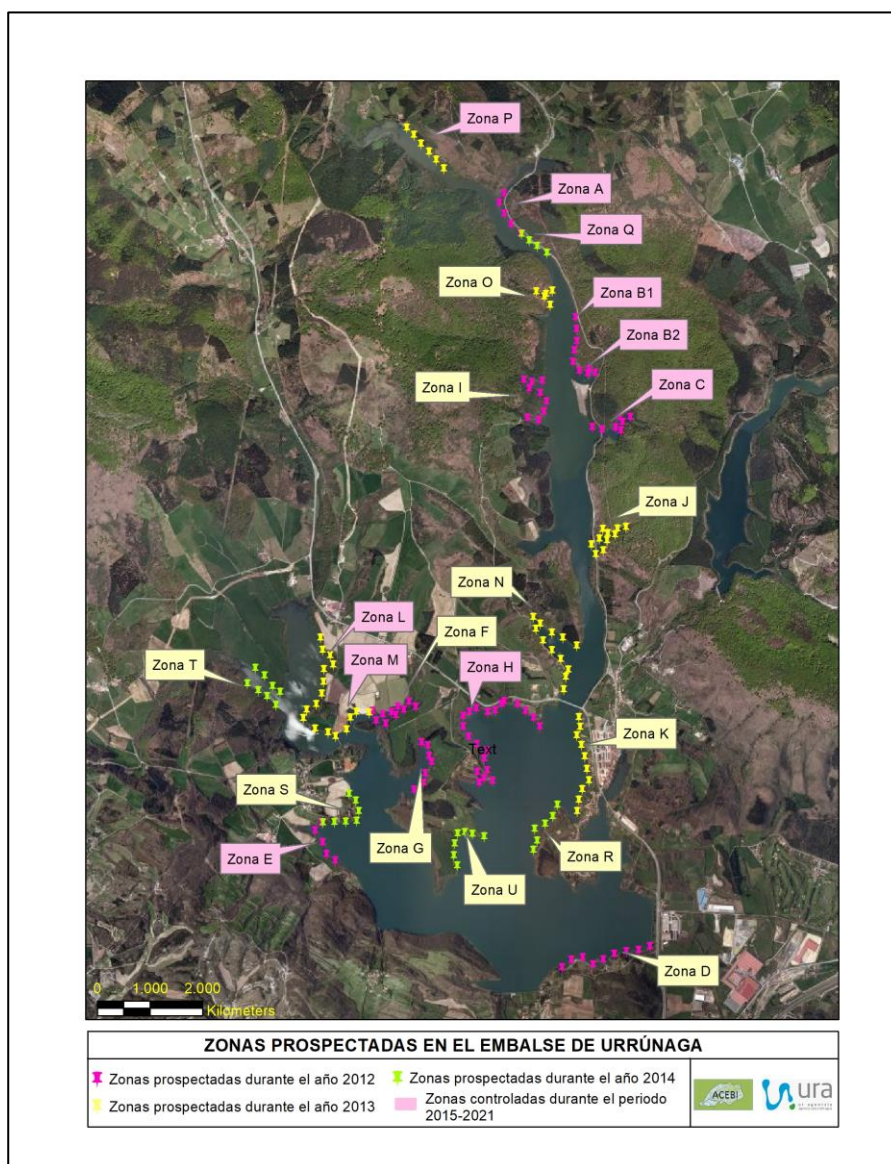 Zona P
Zona A
Zona Q
Zona O
Zona B1
Zona B2
Zona I
Zona C
Zona J
Zona N
Zona L
Zona F
Zona T
Zona M
Zona H
Zona K
Text
Zona S
Zona G
Zona R
Zona E
Zona U
Zona D
0 1.000 2.000
Kilometers
ZONAS PROSPECTADAS EN EL EMBALSE DE URRÚNAGA
Zonas prospectadas durante el año 2012
Zonas prospectadas durante el año 2014
Zonas prospectadas durante el año 2013
Zonas controladas durante el periodo
2015-2021
ACEBI
ura